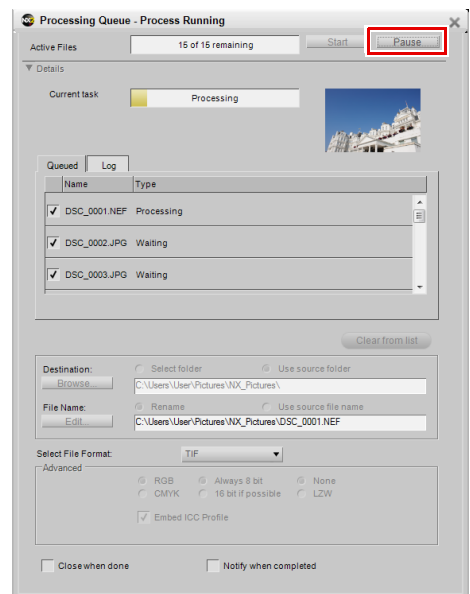 Processing Queue - Process Running
Active Files 15 of 15 remaining Start Pause
Details
Current task Processing
Queued Log
Name Type
DSC_0001.NEF Processing
DSC_0002.JPG Waiting
DSC_0003.JPG Waiting
Clear from list
Destination: Select folder Use source folder
Browse... C:\Users\User\Pictures\NX_Pictures\
File Name: Rename Use source file name
Edit... C:\Users\User\Pictures\NX_Pictures\DSC_0001.NEF
Select File Format: TIF
Advanced
RGB Always 8 bit None
CMYK 16 bit if possible LZW
Embed ICC Profile
Close when done Notify when completed